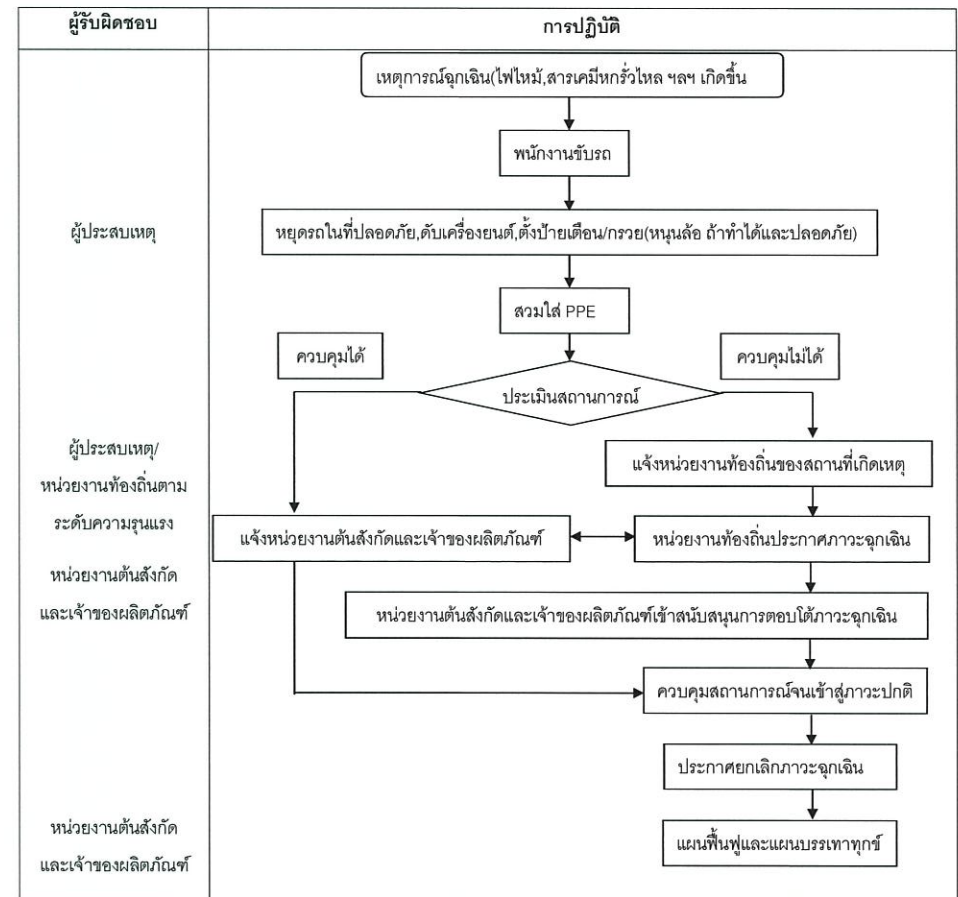 ผู้รับผิดชอบ
การปฏิบัติ
เหตุการณ์ฉุกเฉิน(ไฟไหม้,สารเคมีหกรั่วไหล ฯลฯ เกิดขึ้น
พนักงานขับรถ
ผู้ประสบเหตุ
หยุดรถในที่ปลอดภัย,ดับเครื่องยนต์,ตั้งป้ายเตือน/กรวย(หนุนล้อ ถ้าทำได้และปลอดภัย)
สวมใส่ PPE
ควบคุมได้
ควบคุมไม่ได้
ประเมินสถานการณ์
ผู้ประสบเหตุ/
หน่วยงานท้องถิ่นตาม
ระดับความรุนแรง
แจ้งหน่วยงานท้องถิ่นของสถานที่เกิดเหตุ
แจ้งหน่วยงานต้นสังกัดและเจ้าของผลิตภัณฑ์
หน่วยงานท้องถิ่นประกาศภาวะฉุกเฉิน
หน่วยงานต้นสังกัด
และเจ้าของผลิตภัณฑ์
หน่วยงานต้นสังกัดและเจ้าของผลิตภัณฑ์เข้าสนับสนุนการตอบโต้ภาวะฉุกเฉิน
ควบคุมสถานการณ์จนเข้าสู่ภาวะปกติ
ประกาศยกเลิกภาวะฉุกเฉิน
หน่วยงานต้นสังกัด
และเจ้าของผลิตภัณฑ์
แผนฟื้นฟูและแผนบรรเทาทุกข์